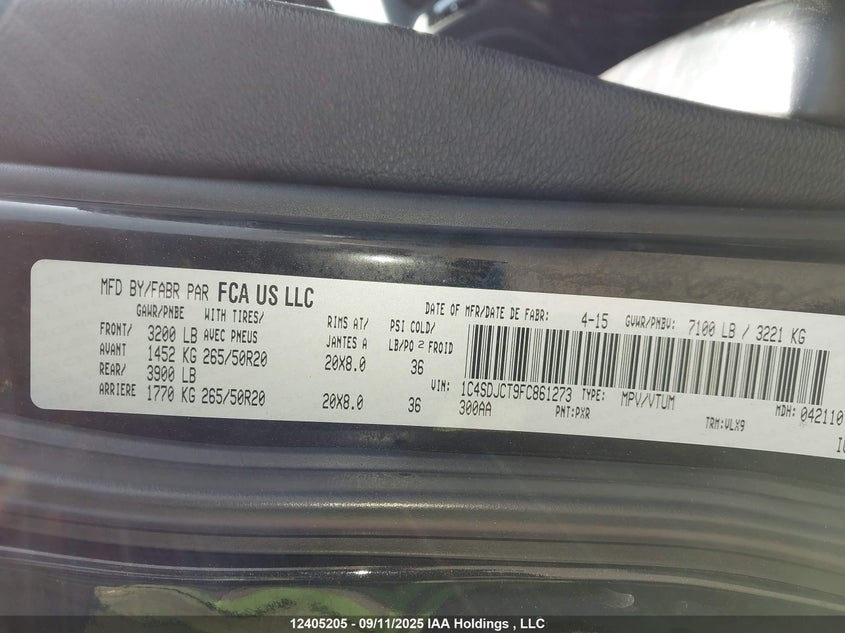 MFD BY/FABR PAR FCA US LLC
DATE OF MFR/DATE DE FABR: 4-15 GVWR/PNBV: 7100 LB / 3221 KG
GAWR/PNBE WITH TIRES/ RIMS AT/ PSI COLD/
FRONT/ 3200 LB AVEC PNEUS JANTES A LB/PO 2 FROID
AVANT 1452 KG 265/50R20 20X8.0 36
REAR/ 3900 LB
ARRIERE 1770 KG 265/50R20 20X8.0 36
VIN: 1C4SDJCT9FC861273 TYPE: MPV/VTUM MDH: 042110
300AA PNT:PXR TRM:VLX9
12405205 - 09/11/2025 IAA Holdings , LLC